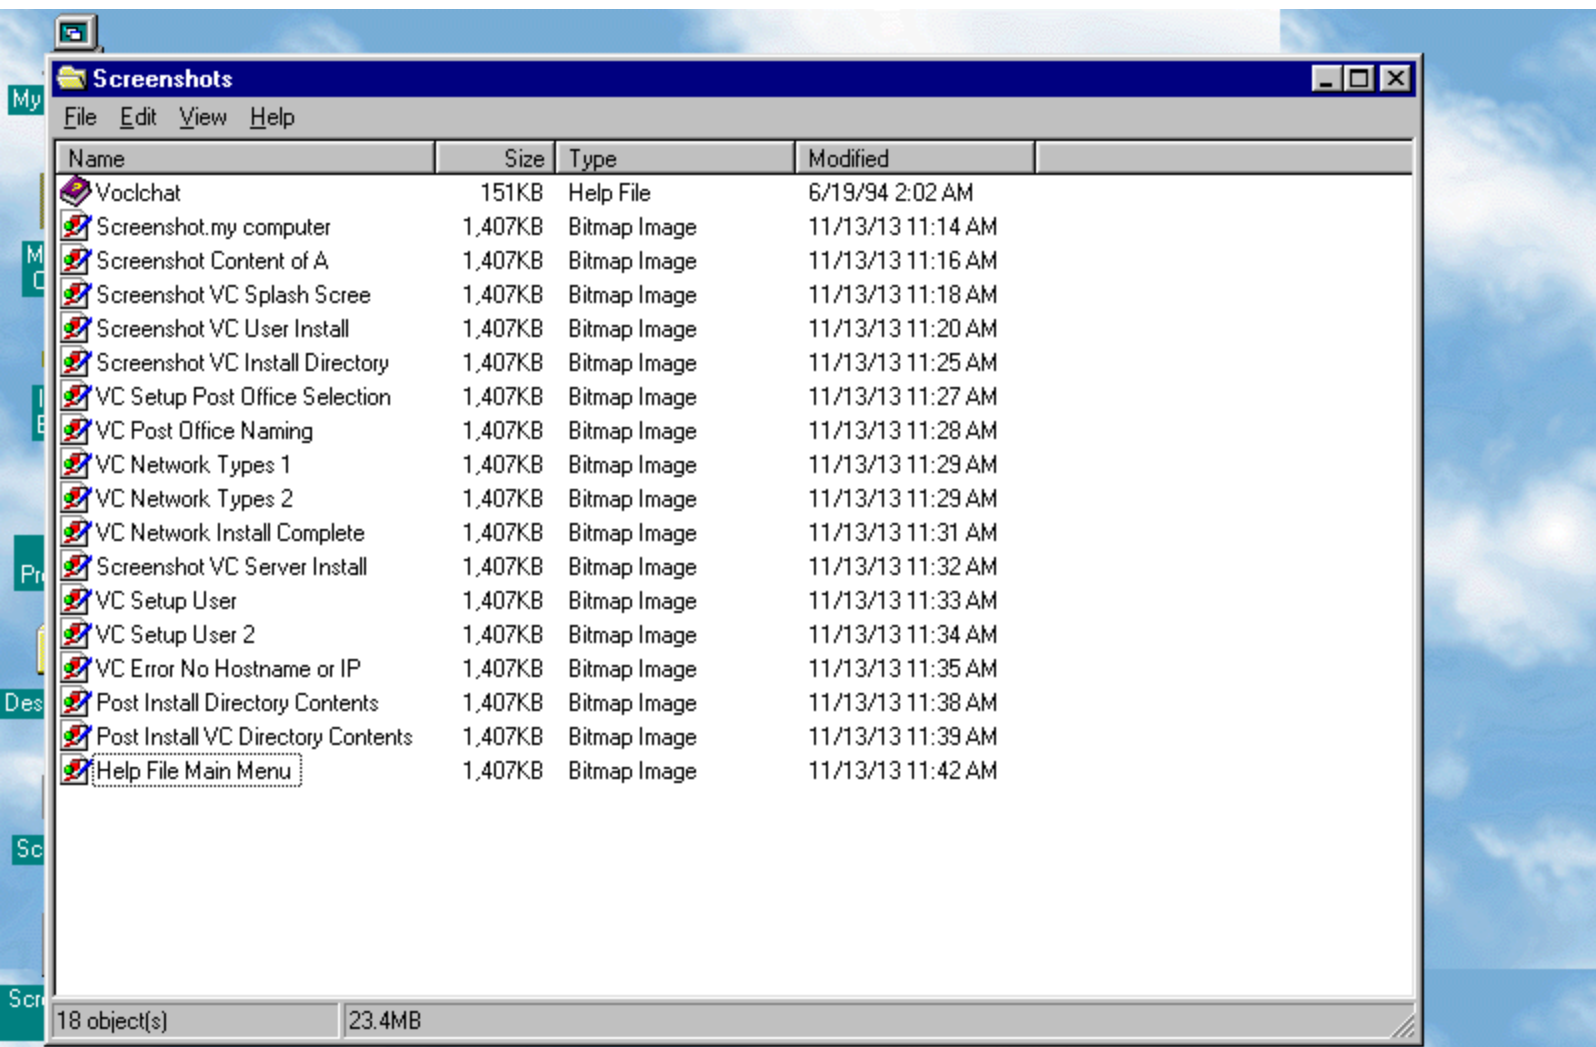 Screenshots
File Edit View Help
Name Size Type Modified
Voclchat 151KB Help File 6/19/94 2:02 AM
Screenshot.my computer 1,407KB Bitmap Image 11/13/13 11:14 AM
Screenshot Content of A 1,407KB Bitmap Image 11/13/13 11:16 AM
Screenshot VC Splash Scree 1,407KB Bitmap Image 11/13/13 11:18 AM
Screenshot VC User Install 1,407KB Bitmap Image 11/13/13 11:20 AM
Screenshot VC Install Directory 1,407KB Bitmap Image 11/13/13 11:25 AM
VC Setup Post Office Selection 1,407KB Bitmap Image 11/13/13 11:27 AM
VC Post Office Naming 1,407KB Bitmap Image 11/13/13 11:28 AM
VC Network Types 1 1,407KB Bitmap Image 11/13/13 11:29 AM
VC Network Types 2 1,407KB Bitmap Image 11/13/13 11:29 AM
VC Network Install Complete 1,407KB Bitmap Image 11/13/13 11:31 AM
Screenshot VC Server Install 1,407KB Bitmap Image 11/13/13 11:32 AM
VC Setup User 1,407KB Bitmap Image 11/13/13 11:33 AM
VC Setup User 2 1,407KB Bitmap Image 11/13/13 11:34 AM
VC Error No Hostname or IP 1,407KB Bitmap Image 11/13/13 11:35 AM
Post Install Directory Contents 1,407KB Bitmap Image 11/13/13 11:38 AM
Post Install VC Directory Contents 1,407KB Bitmap Image 11/13/13 11:39 AM
Help File Main Menu 1,407KB Bitmap Image 11/13/13 11:42 AM
18 object(s) 23.4MB
My
Des
Sc